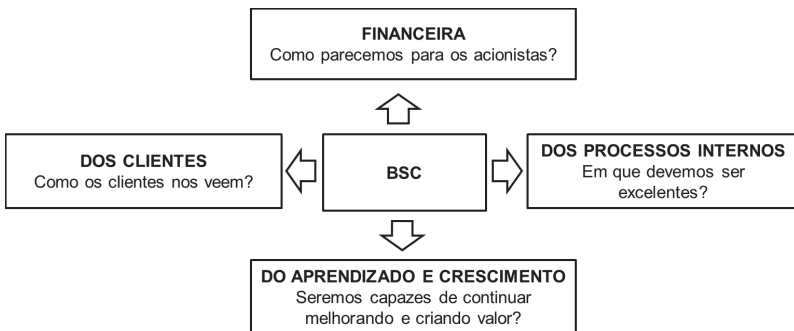 FINANCEIRA
Como parecemos para os acionistas?
DOS CLIENTES
Como os clientes nos veem?
BSC
DOS PROCESSOS INTERNOS
Em que devemos ser
excelentes?
DO APRENDIZADO E CRESCIMENTO
Seremos capazes de continuar
melhorando e criando valor?